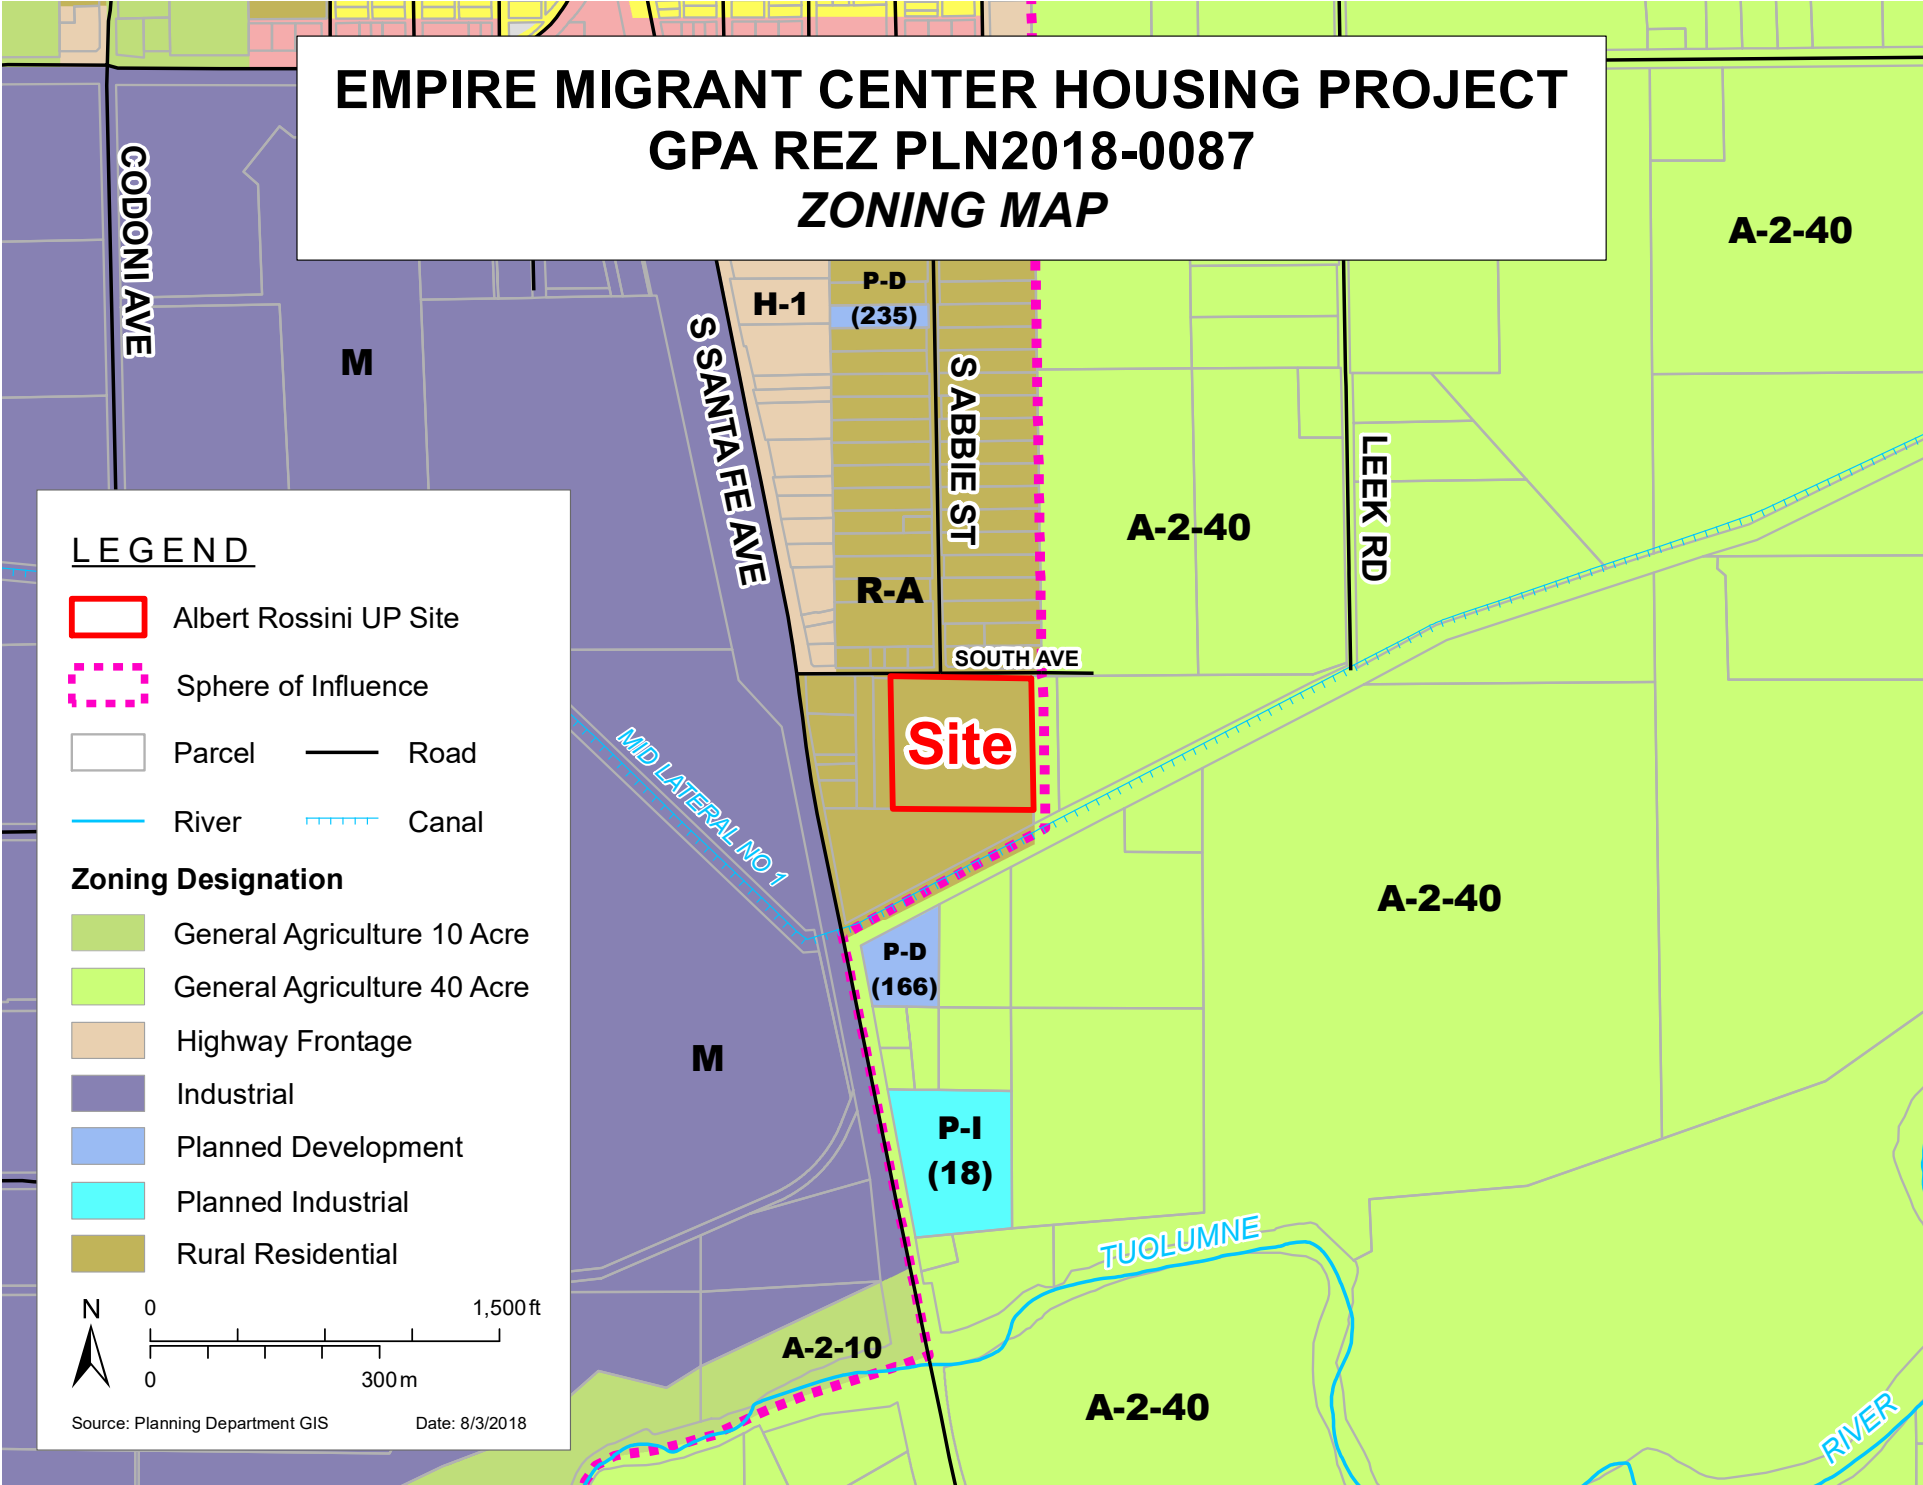 EMPIRE MIGRANT CENTER HOUSING PROJECT
GPA REZ PLN2018-0087
ZONING MAP
CODONI AVE
M
S SANTA FE AVE
H-1
P-D
(235)
S ABBIE ST
R-A
SOUTH AVE
A-2-40
A-2-40
LEEK RD
Site
MID LATERAL NO 1
A-2-40
P-D
(166)
M
P-I
(18)
TUOLUMNE
A-2-10
A-2-40
RIVER
LEGEND
Albert Rossini UP Site
Sphere of Influence
Parcel Road
River Canal
Zoning Designation
General Agriculture 10 Acre
General Agriculture 40 Acre
Highway Frontage
Industrial
Planned Development
Planned Industrial
Rural Residential
N
0 1,500 ft
0 300 m
Source: Planning Department GIS Date: 8/3/2018